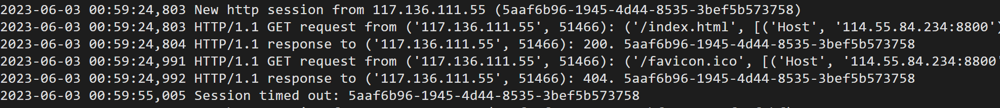 2023-06-03 00:59:24,803 New http session from 117.136.111.55 (5aaf6b96-1945-4d44-8535-3bef5b573758)
2023-06-03 00:59:24,803 HTTP/1.1 GET request from ('117.136.111.55', 51466): ('/index.html', [('Host', '114.55.84.234:8800')
2023-06-03 00:59:24,804 HTTP/1.1 response to ('117.136.111.55', 51466): 200. 5aaf6b96-1945-4d44-8535-3bef5b573758
2023-06-03 00:59:24,991 HTTP/1.1 GET request from ('117.136.111.55', 51466): ('/favicon.ico', [('Host', '114.55.84.234:8800'
2023-06-03 00:59:24,992 HTTP/1.1 response to ('117.136.111.55', 51466): 404. 5aaf6b96-1945-4d44-8535-3bef5b573758
2023-06-03 00:59:55,005 Session timed out: 5aaf6b96-1945-4d44-8535-3bef5b573758